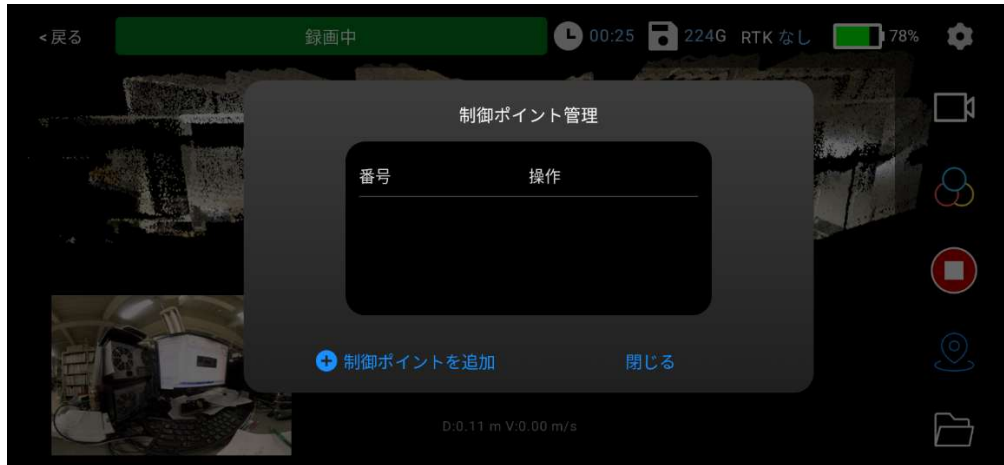 <戻る 録画中 00:25 224G RTK なし 78%
制御ポイント管理
番号 操作
制御ポイントを追加 閉じる
D:0.11 m V:0.00 m/s